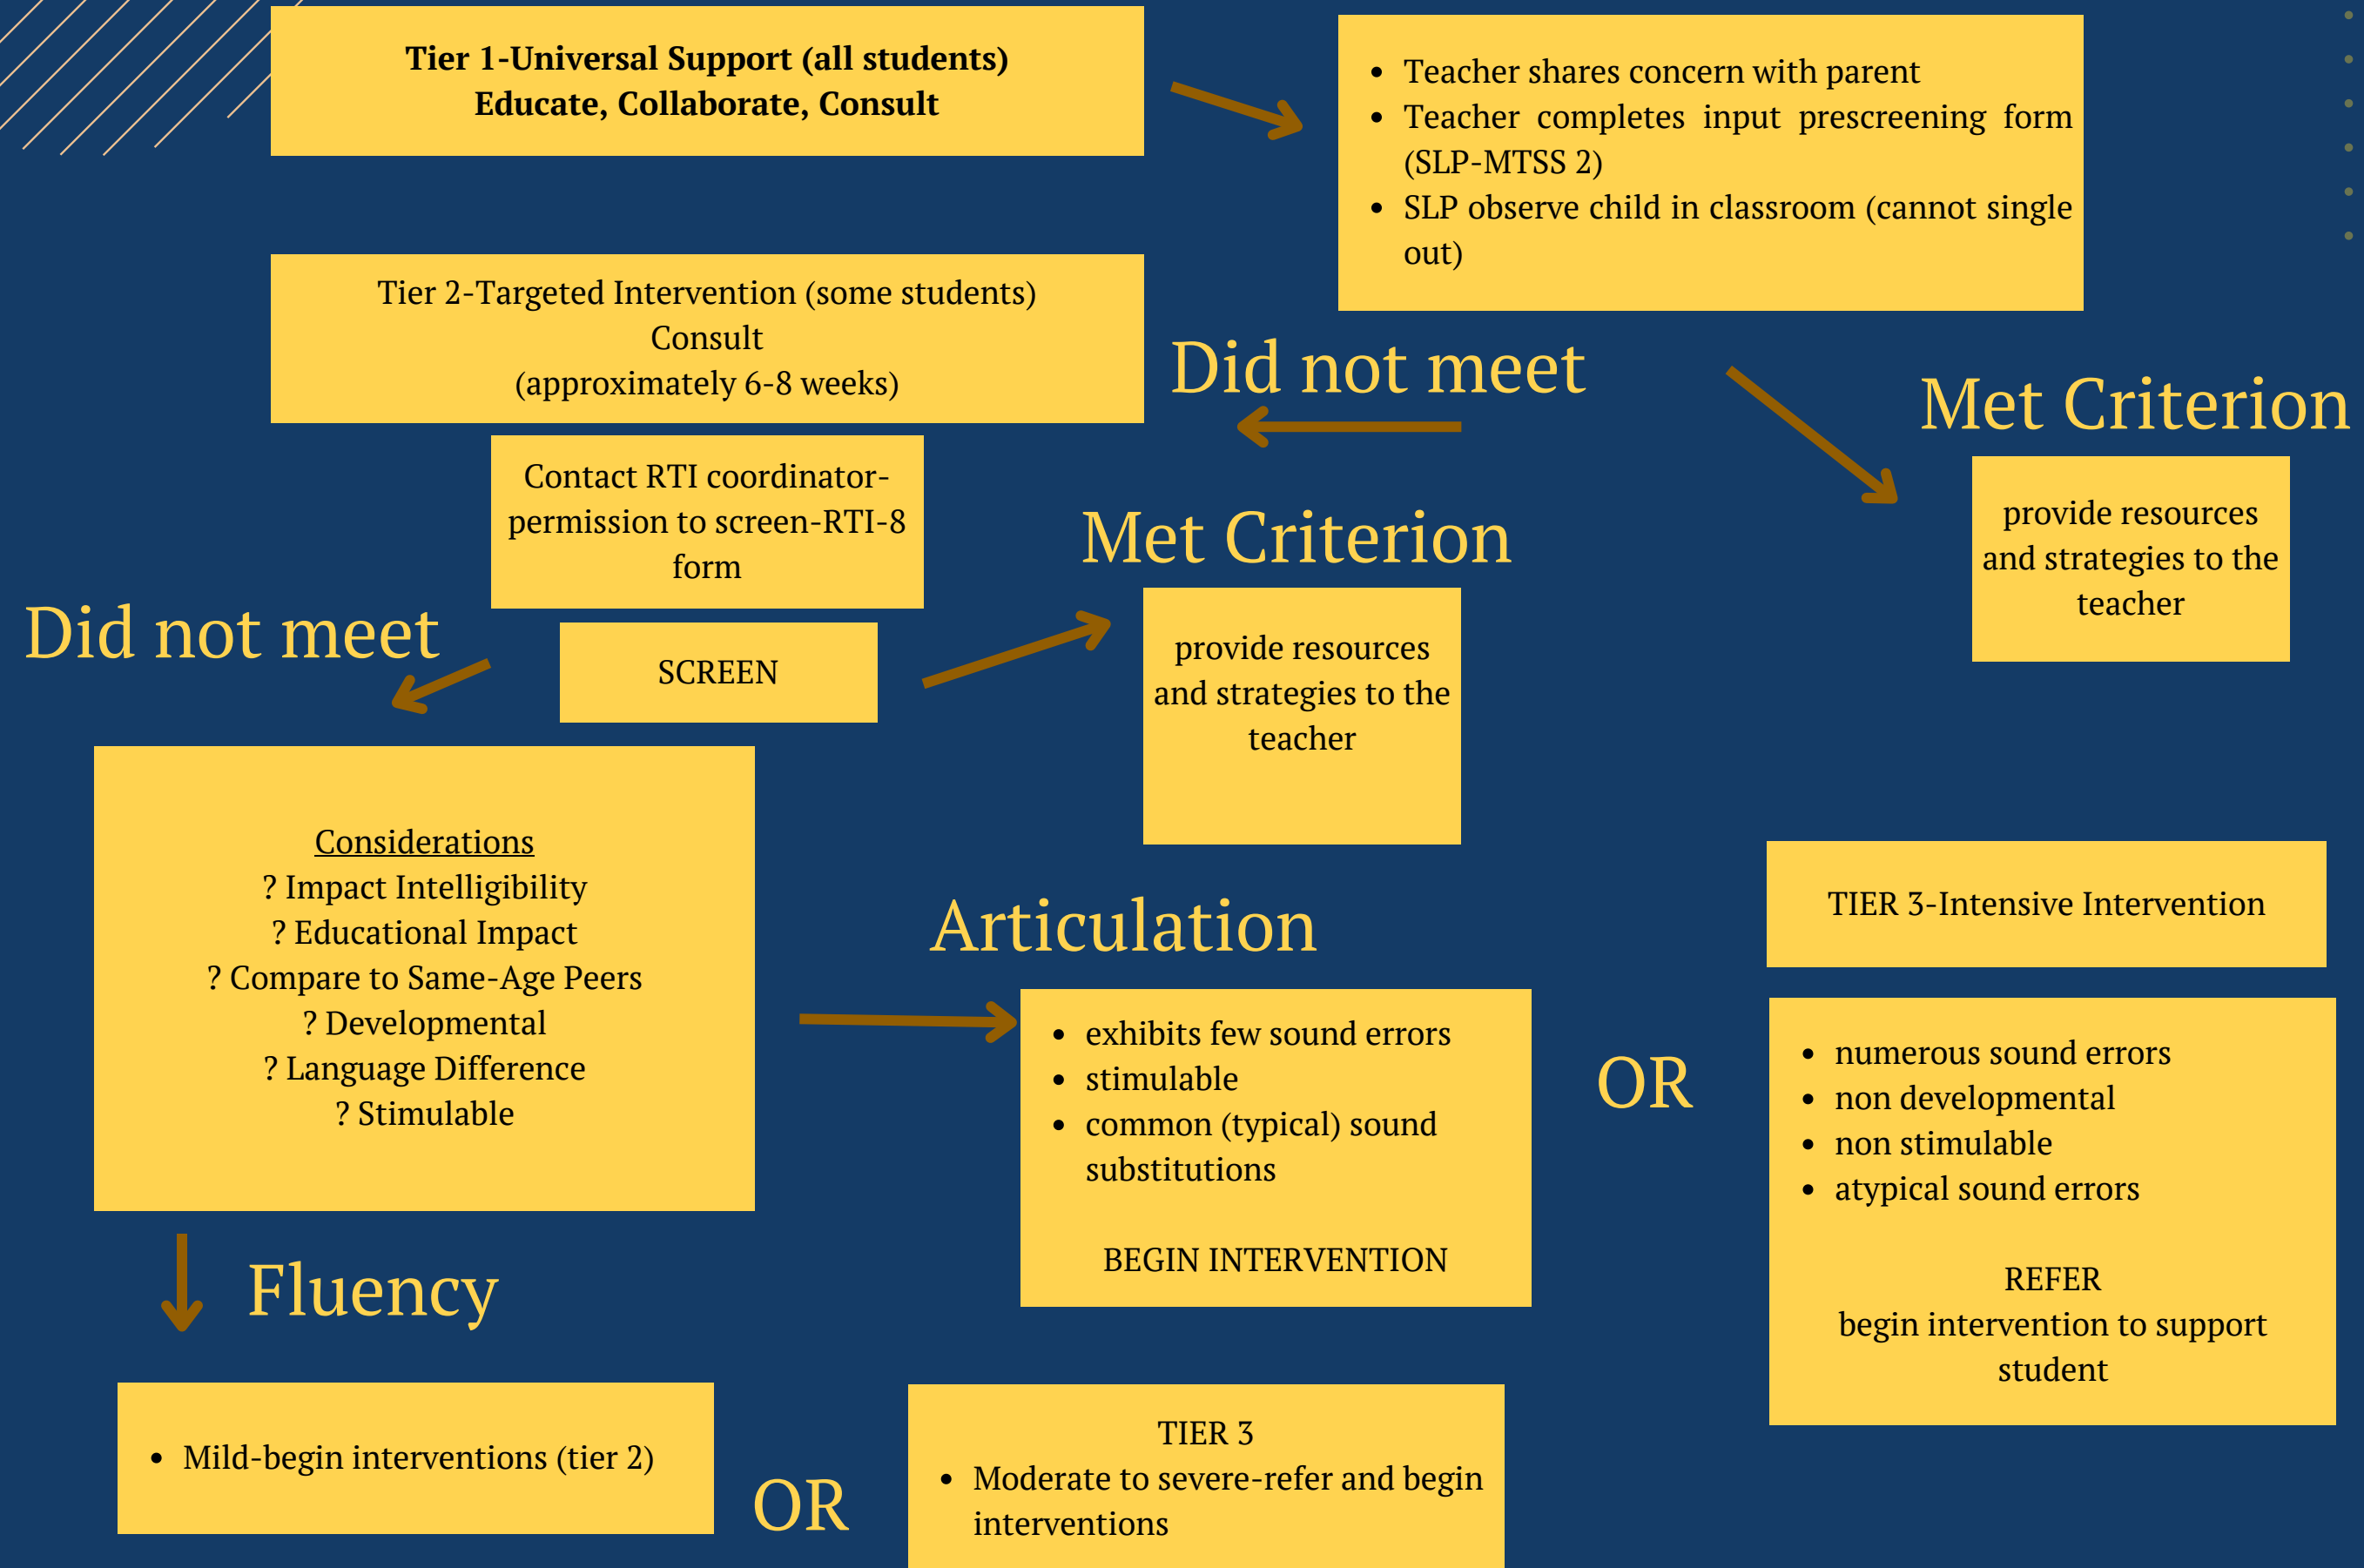 Tier 1-Universal Support (all students)
Educate, Collaborate, Consult
• Teacher shares concern with parent
• Teacher completes input prescreening form
(SLP-MTSS 2)
• SLP observe child in classroom (cannot single
out)
Tier 2-Targeted Intervention (some students)
Consult
(approximately 6-8 weeks)
Did not meet
Met Criterion
provide resources
and strategies to the
teacher
Contact RTI coordinator-
permission to screen-RTI-8
form
SCREEN
Met Criterion
provide resources
and strategies to the
teacher
Did not meet
Considerations
? Impact Intelligibility
? Educational Impact
? Compare to Same-Age Peers
? Developmental
? Language Difference
? Stimulable
Articulation
• exhibits few sound errors
• stimulable
• common (typical) sound
substitutions
BEGIN INTERVENTION
OR
TIER 3-Intensive Intervention
• numerous sound errors
• non developmental
• non stimulable
• atypical sound errors
REFER
begin intervention to support
student
Fluency
• Mild-begin interventions (tier 2)
OR
TIER 3
• Moderate to severe-refer and begin
interventions